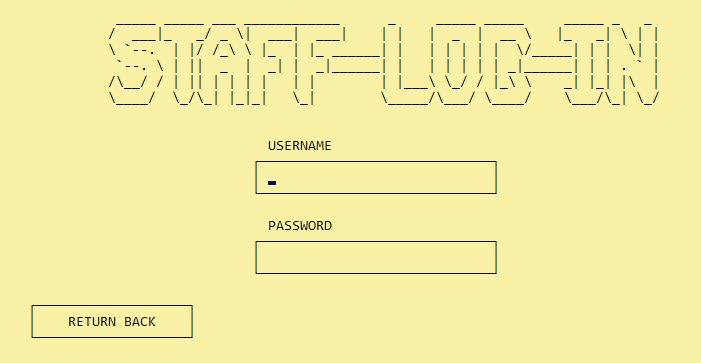 STAFF-LOG-IN
USERNAME
PASSWORD
RETURN BACK